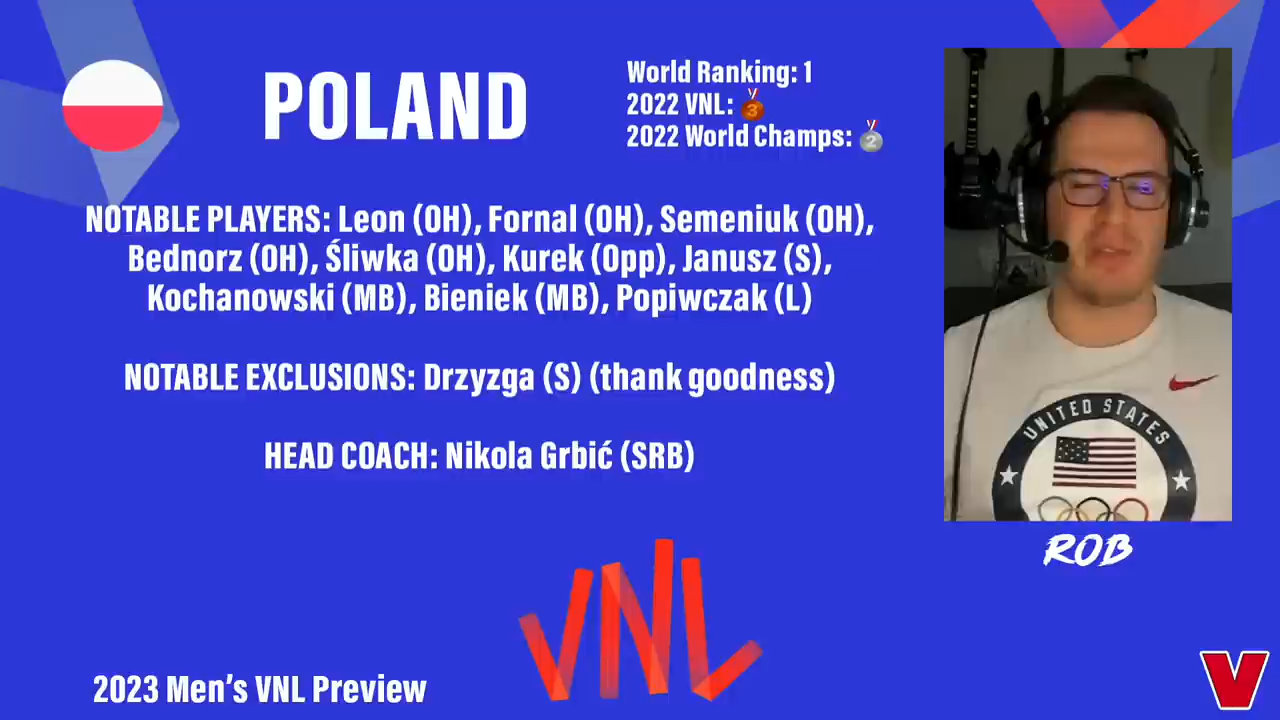 POLAND
World Ranking: 1
2022 VNL: 3
2022 World Champs: 2
NOTABLE PLAYERS: Leon (OH), Fornal (OH), Semeniuk (OH),
Bednorz (OH), Śliwka (OH), Kurek (Opp), Janusz (S),
Kochanowski (MB), Bieniek (MB), Popiwczak (L)
NOTABLE EXCLUSIONS: Drzyzga (S) (thank goodness)
HEAD COACH: Nikola Grbić (SRB)
UNITED STATES
ROB
VNL
2023 Men's VNL Preview
V